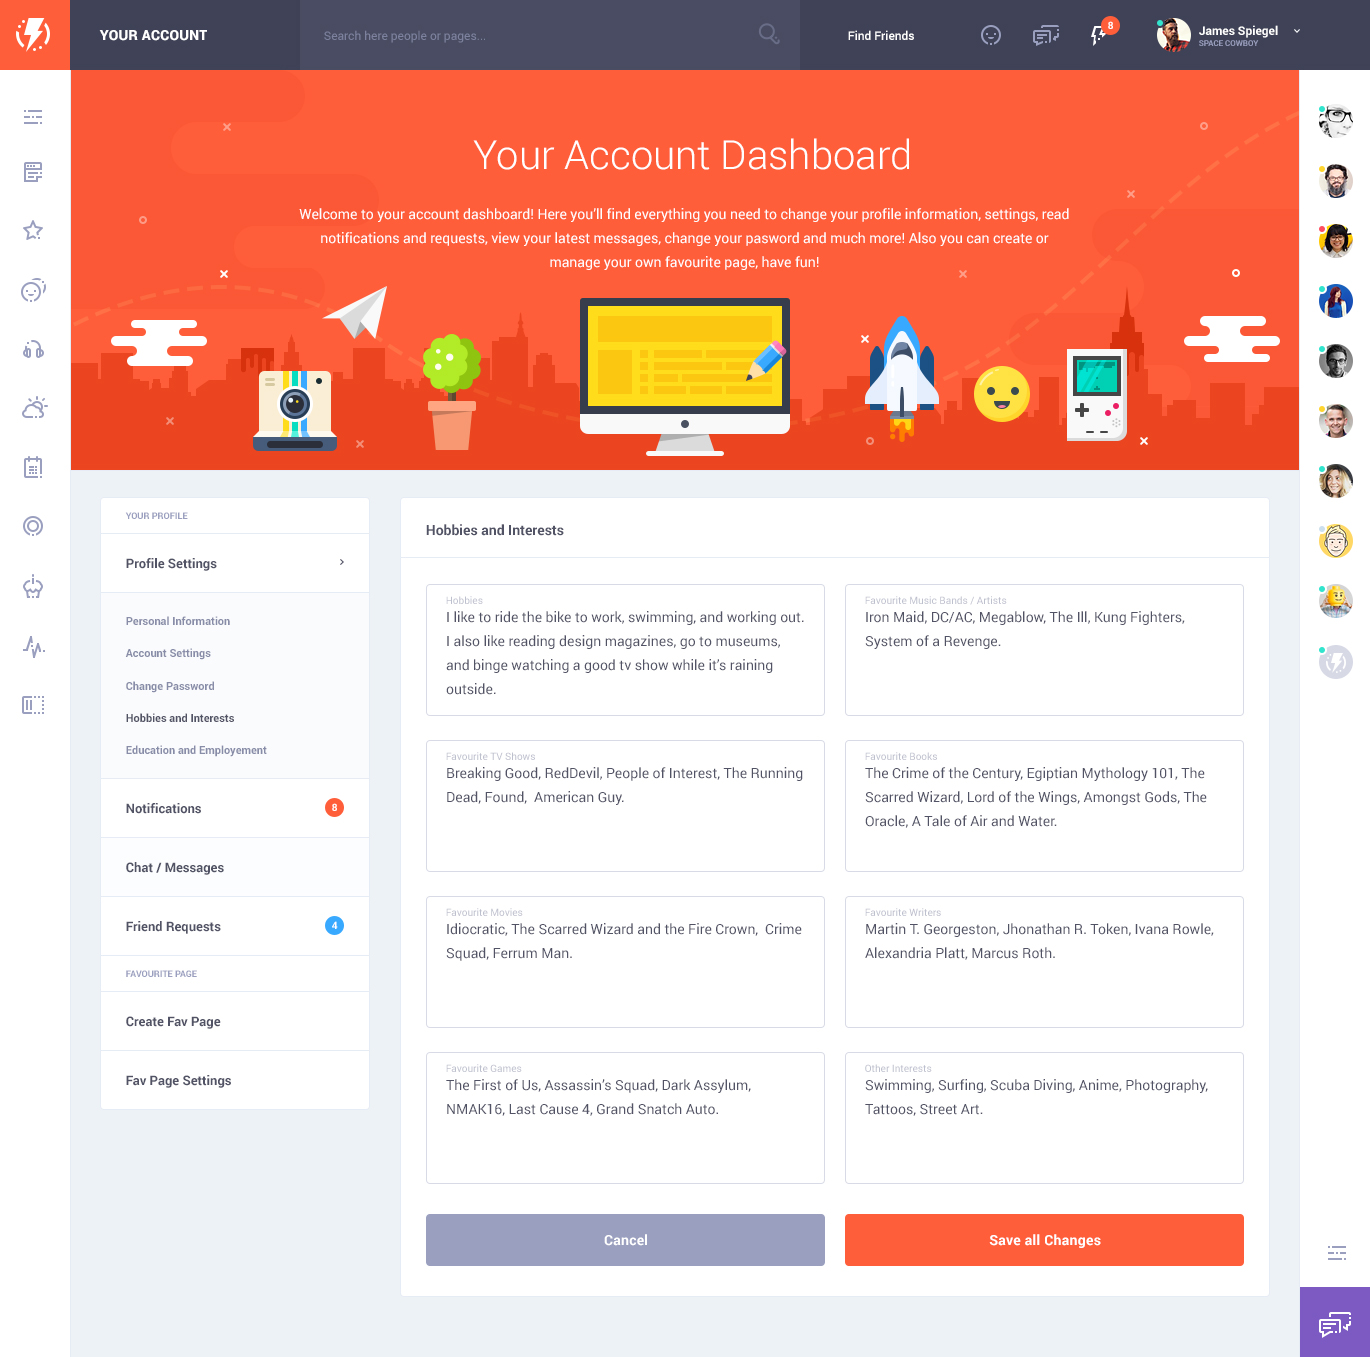 YOUR ACCOUNT
Search here people or pages...
Find Friends
8
James Spiegel
SPACE COWBOY
Your Account Dashboard
Welcome to your account dashboard! Here you'll find everything you need to change your profile information, settings, read
notifications and requests, view your latest messages, change your pasword and much more! Also you can create or
manage your own favourite page, have fun!
YOUR PROFILE
Profile Settings
Personal Information
Account Settings
Change Password
Hobbies and Interests
Education and Employement
Notifications
8
Chat / Messages
Friend Requests
4
FAVOURITE PAGE
Create Fav Page
Fav Page Settings
Hobbies and Interests
Hobbies
I like to ride the bike to work, swimming, and working out.
I also like reading design magazines, go to museums,
and binge watching a good tv show while it's raining
outside.
Favourite Music Bands / Artists
Iron Maid, DC/AC, Megablow, The Ill, Kung Fighters,
System of a Revenge.
Favourite TV Shows
Breaking Good, RedDevil, People of Interest, The Running
Dead, Found,  American Guy.
Favourite Books
The Crime of the Century, Egiptian Mythology 101, The
Scarred Wizard, Lord of the Wings, Amongst Gods, The
Oracle, A Tale of Air and Water.
Favourite Movies
Idiocratic, The Scarred Wizard and the Fire Crown,  Crime
Squad, Ferrum Man.
Favourite Writers
Martin T. Georgeston, Jhonathan R. Token, Ivana Rowle,
Alexandria Platt, Marcus Roth.
Favourite Games
The First of Us, Assassin's Squad, Dark Assylum,
NMAK16, Last Cause 4, Grand Snatch Auto.
Other Interests
Swimming, Surfing, Scuba Diving, Anime, Photography,
Tattoos, Street Art.
Cancel
Save all Changes